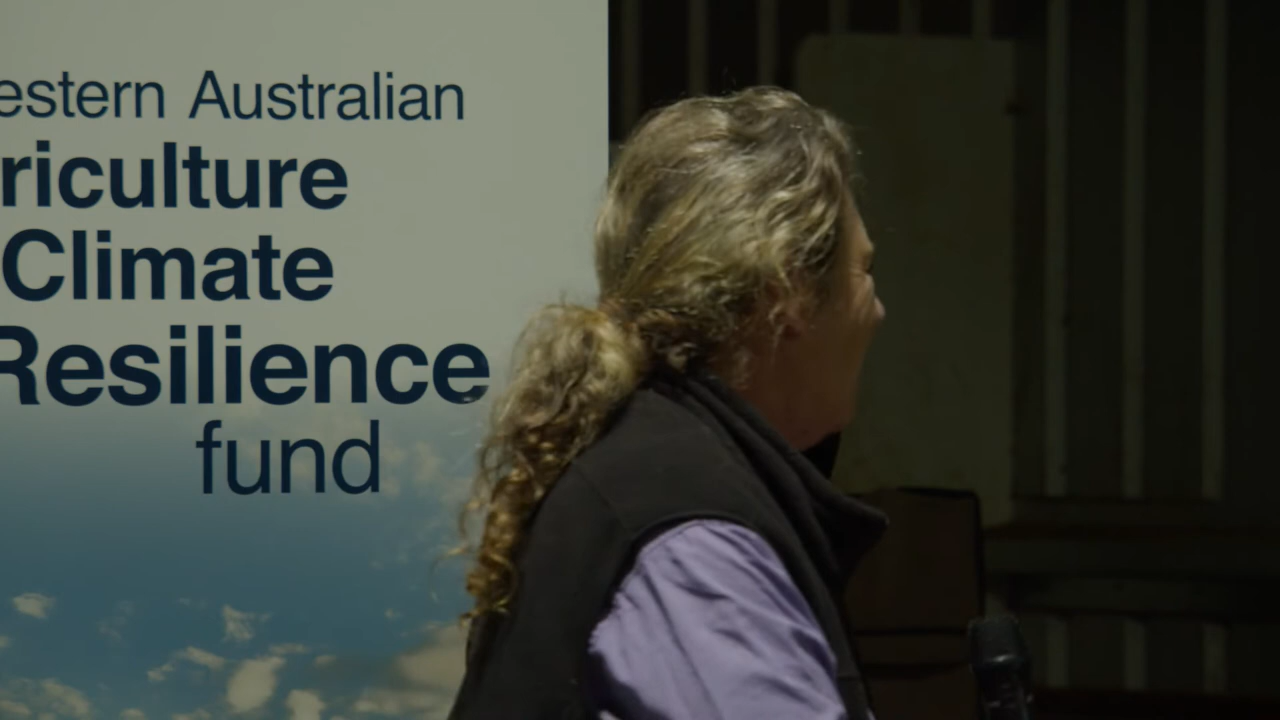 estern Australian
riculture
Climate
Resilience
fund